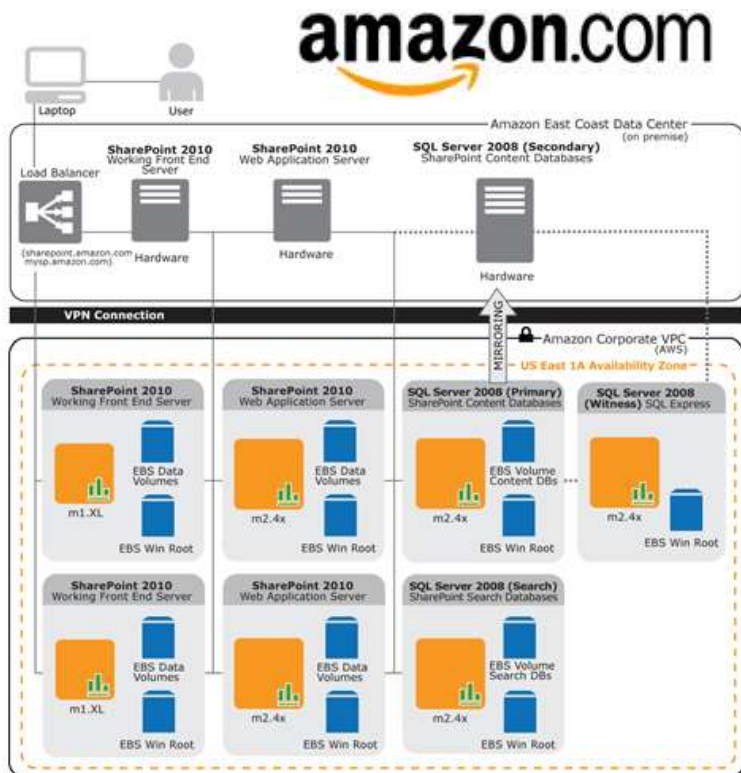 amazon.com
Laptop
User
Amazon East Coast Data Center
(on premise)
Load Balancer
(sharepoint.amazon.com
mysp.amazon.com)
SharePoint 2010
Working Front End
Server
Hardware
SharePoint 2010
Web Application Server
Hardware
SQL Server 2008 (Secondary)
SharePoint Content Databases
Hardware
VPN Connection
MIRRORING
Amazon Corporate VPC
(AWS)
US East 1A Availability Zone
SharePoint 2010
Working Front End Server
EBS Data
Volumes
m1.XL
EBS Win Root
SharePoint 2010
Web Application Server
EBS Data
Volumes
m2.4x
EBS Win Root
SQL Server 2008 (Primary)
SharePoint Content Databases
EBS Volume
Content DBs
m2.4x
EBS Win Root
SQL Server 2008
(Witness) SQL Express
m2.4x
EBS Win Root
SharePoint 2010
Working Front End Server
EBS Data
Volumes
m1.XL
EBS Win Root
SharePoint 2010
Web Application Server
EBS Data
Volumes
m2.4x
EBS Win Root
SQL Server 2008 (Search)
SharePoint Search Databases
EBS Volume
Search DBs
m2.4x
EBS Win Root